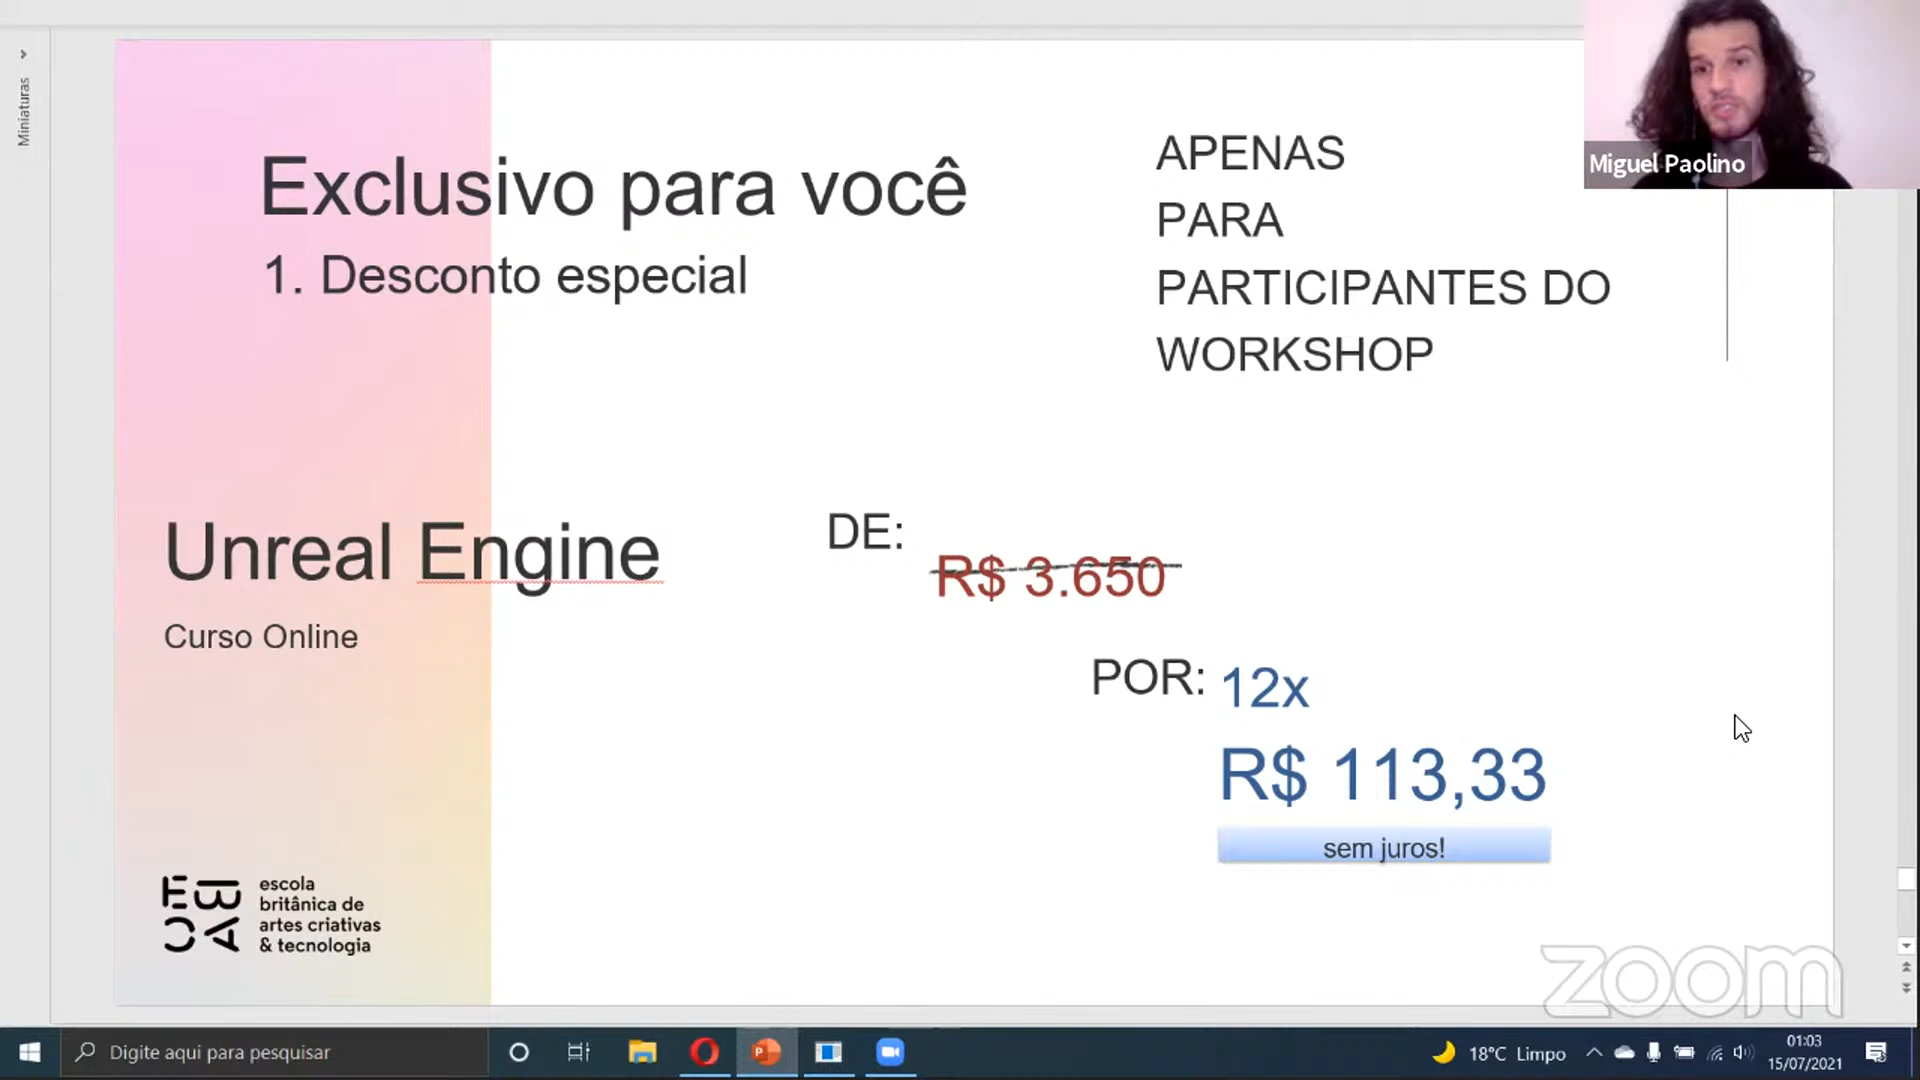 Miniaturas
Exclusivo para você
1. Desconto especial
APENAS
PARA
PARTICIPANTES DO
WORKSHOP
Miguel Paolino
Unreal Engine
Curso Online
DE:
R$ 3.650
POR:
12x
R$ 113,33
sem juros!
EBAC
escola
britânica de
artes criativas
& tecnologia
zoom
Digite aqui para pesquisar
18°C Limpo
01:03
15/07/2021